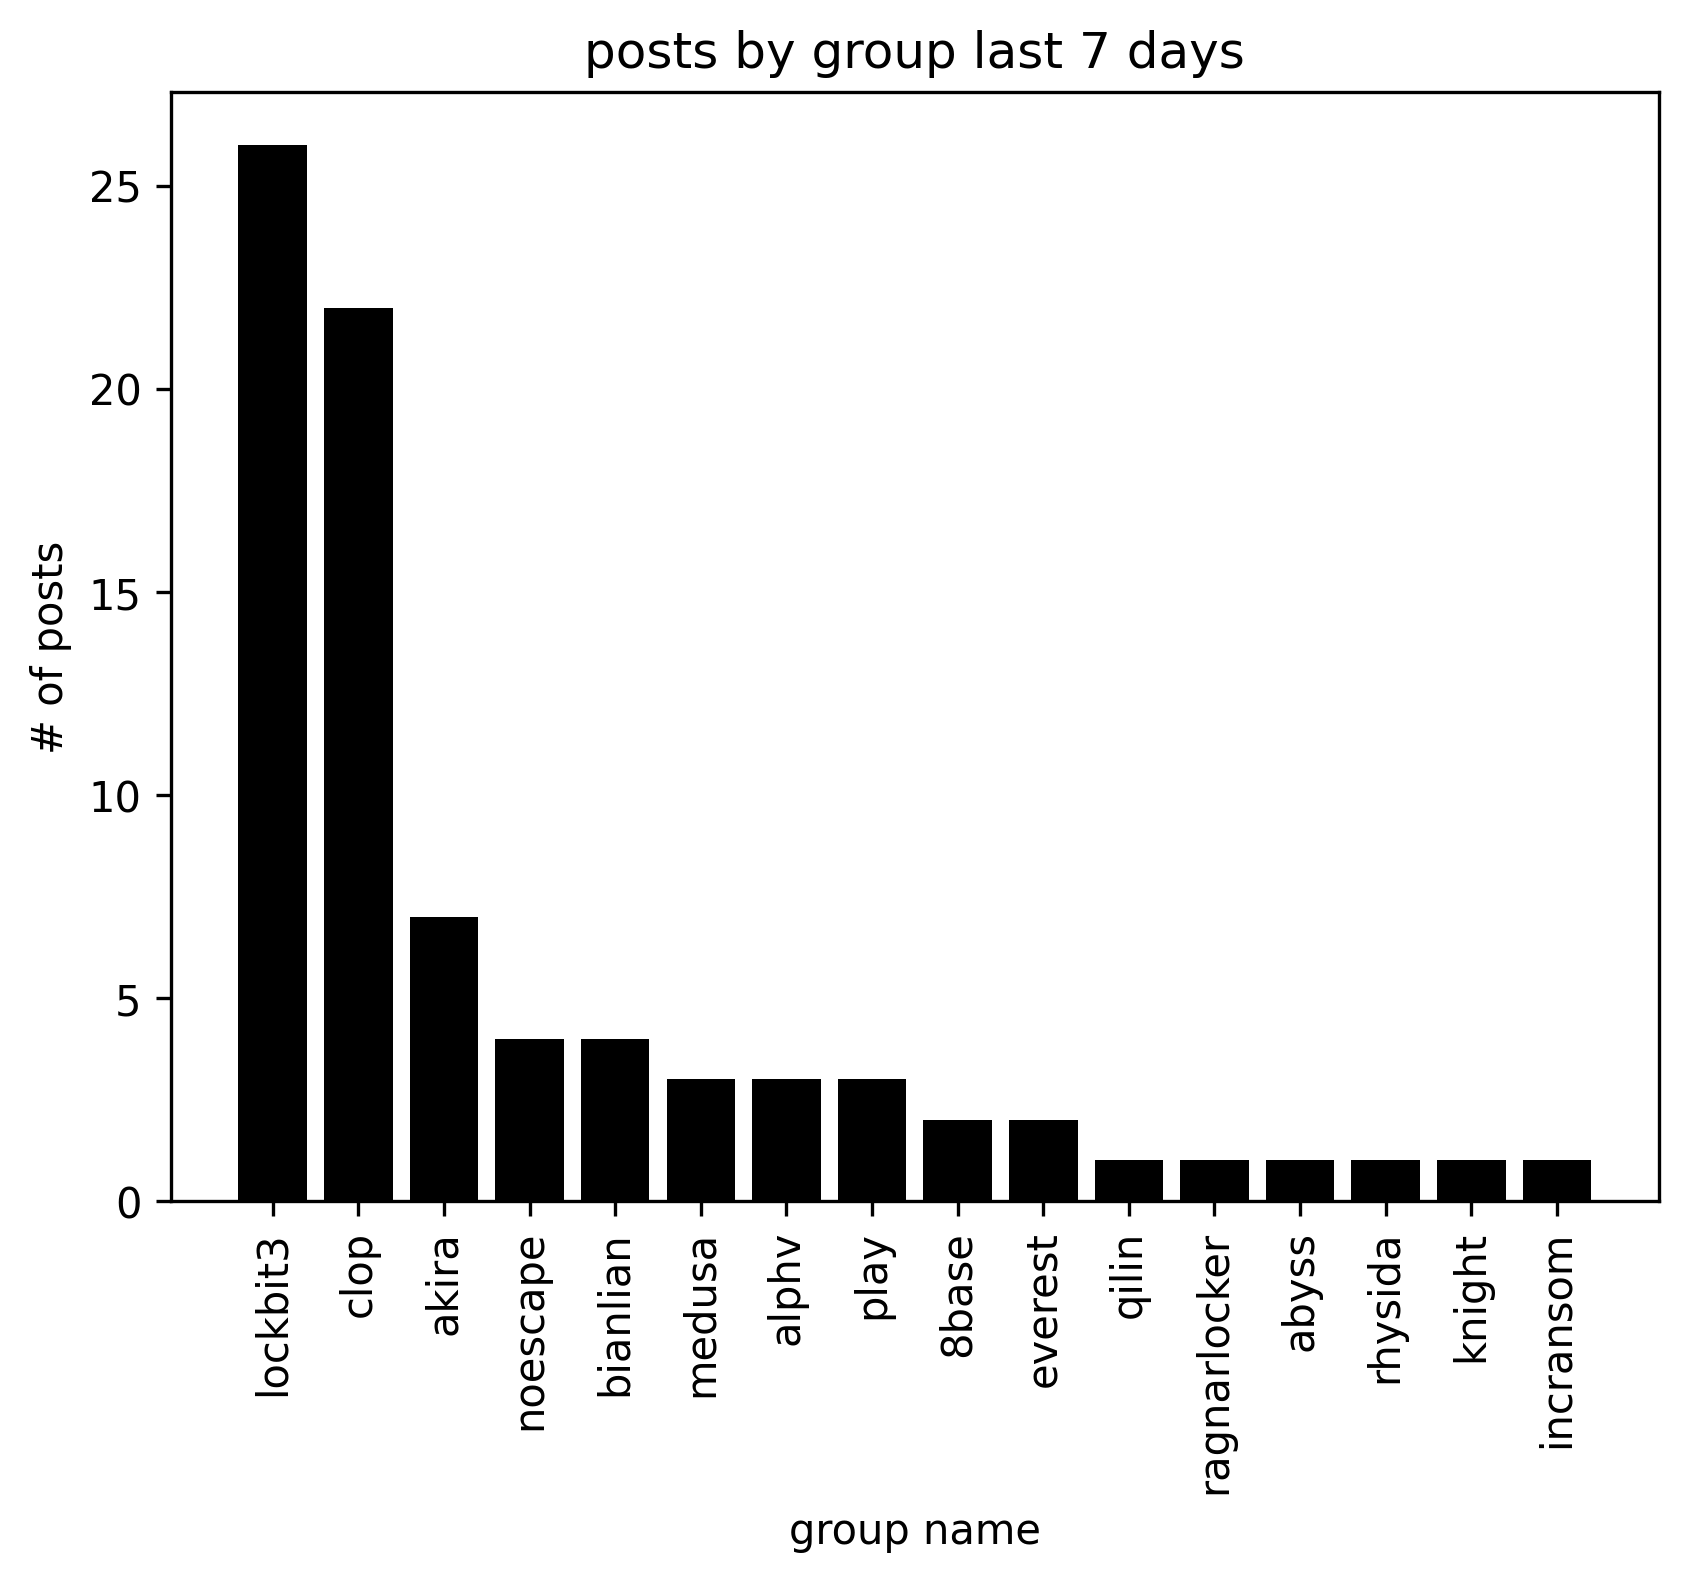 posts by group last 7 days
# of posts
25
20
15
10
5
0
lockbit3
clop
akira
noescape
bianlian
medusa
alphv
play
8base
everest
qilin
ragnarlocker
abyss
rhysida
knight
incransom
group name